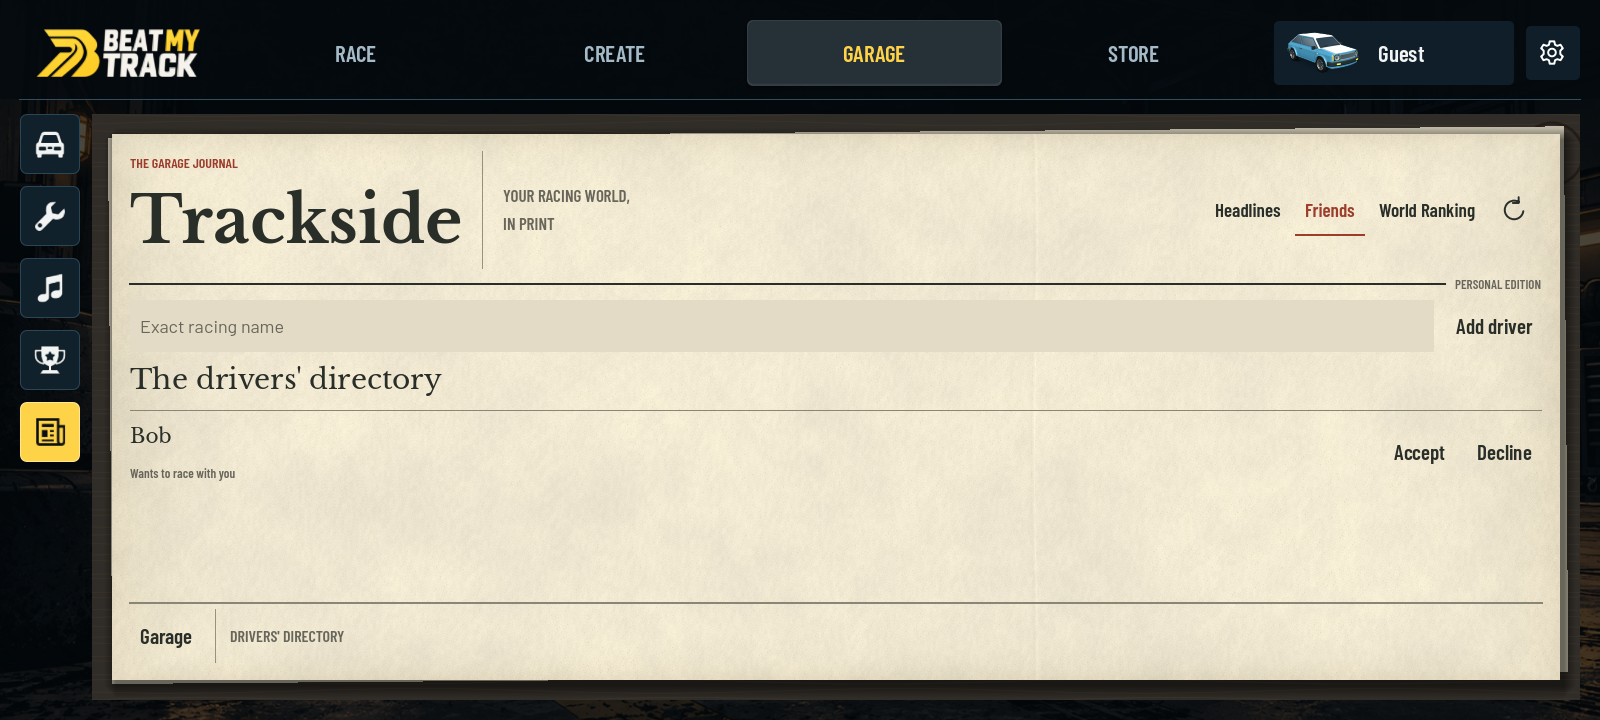 BEATMY
TRACK
RACE
CREATE
GARAGE
STORE
Guest
THE GARAGE JOURNAL
Trackside
YOUR RACING WORLD,
IN PRINT
Headlines
Friends
World Ranking
PERSONAL EDITION
Exact racing name
Add driver
The drivers' directory
Bob
Wants to race with you
Accept
Decline
Garage
DRIVERS' DIRECTORY